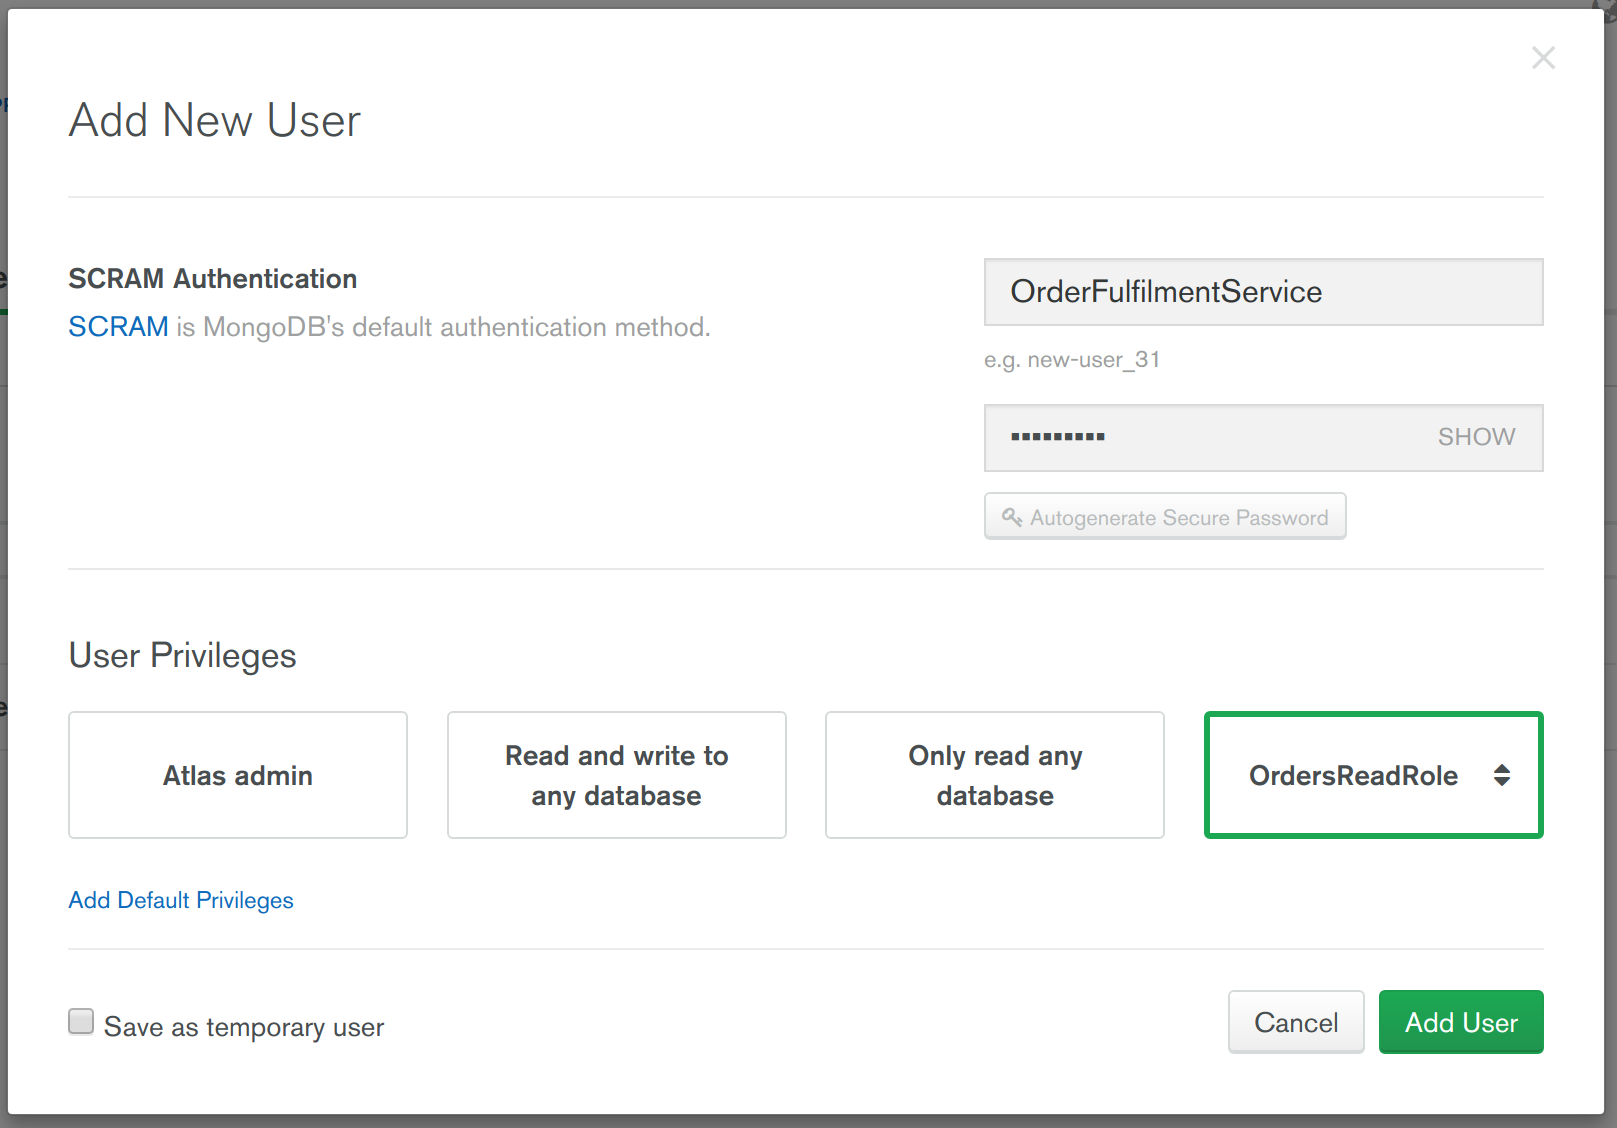 Add New User
SCRAM Authentication
SCRAM is MongoDB's default authentication method.
OrderFulfilmentService
e.g. new-user_31
SHOW
Autogenerate Secure Password
User Privileges
Atlas admin
Read and write to
any database
Only read any
database
OrdersReadRole
Add Default Privileges
Save as temporary user
Cancel
Add User